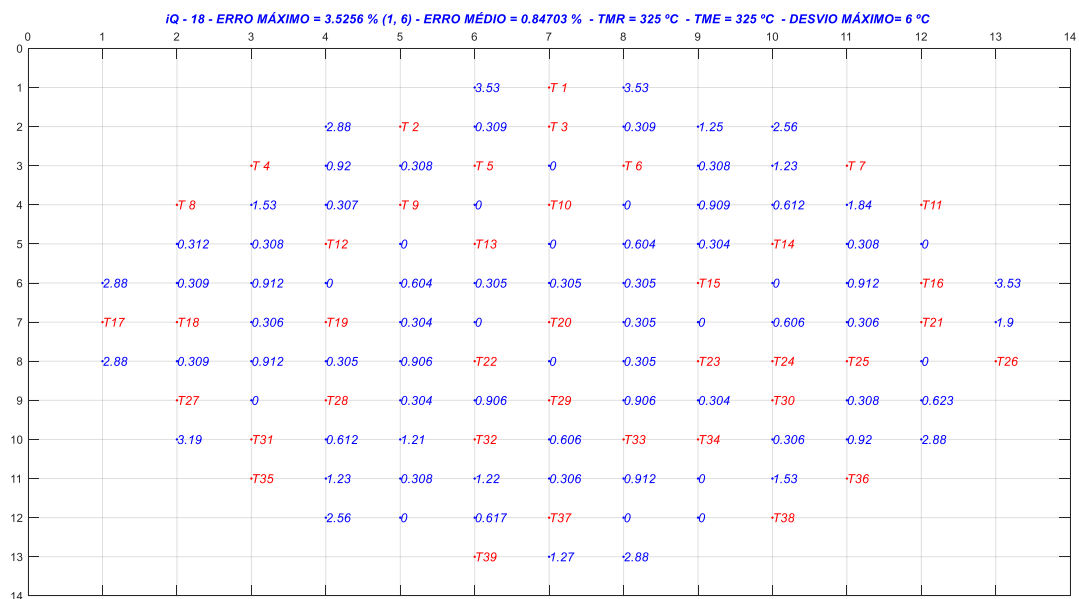 iQ - 18 - ERRO MÁXIMO = 3.5256 % (1, 6) - ERRO MÉDIO = 0.84703 % - TMR = 325 ºC - TME = 325 ºC - DESVIO MÁXIMO= 6 ºC
0 1 2 3 4 5 6 7 8 9 10 11 12 13 14
0
1 3.53 T 1 3.53
2 2.88 T 2 0.309 T 3 0.309 1.25 2.56
3 T 4 0.92 0.308 T 5 0 T 6 0.308 1.23 T 7
4 T 8 1.53 0.307 T 9 0 T10 0 0.909 0.612 1.84 T11
5 0.312 0.308 T12 0 T13 0 0.604 0.304 T14 0.308 0
6 2.88 0.309 0.912 0 0.604 0.305 0.305 0.305 T15 0 0.912 T16 3.53
7 T17 T18 0.306 T19 0.304 0 T20 0.305 0 0.606 0.306 T21 1.9
8 2.88 0.309 0.912 0.305 0.906 T22 0 0.305 T23 T24 T25 0 T26
9 T27 0 T28 0.304 0.906 T29 0.906 0.304 T30 0.308 0.623
10 3.19 T31 0.612 1.21 T32 0.606 T33 T34 0.306 0.92 2.88
11 T35 1.23 0.308 1.22 0.306 0.912 0 1.53 T36
12 2.56 0 0.617 T37 0 0 T38
13 T39 1.27 2.88
14